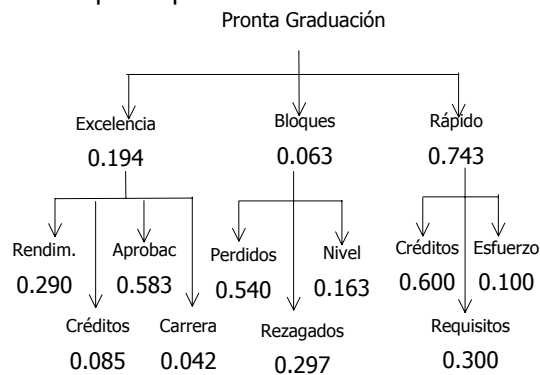 Pronta Graduación
Excelencia Bloques Rápido
0.194 0.063 0.743
Rendim. Aprobac Perdidos Nivel Créditos Esfuerzo
0.290 0.583 0.540 0.163 0.600 0.100
Créditos Carrera Rezagados Requisitos
0.085 0.042 0.297 0.300